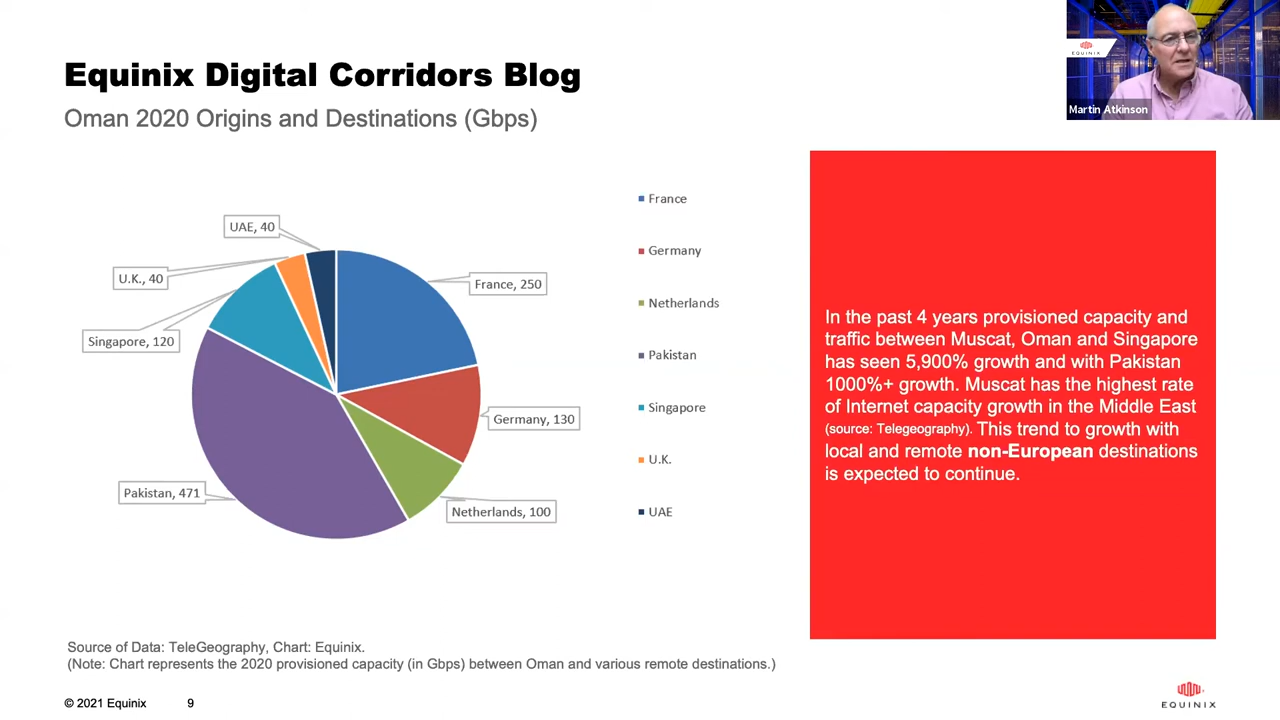 Equinix Digital Corridors Blog
Oman 2020 Origins and Destinations (Gbps)
EQUINIX
Martin Atkinson
UAE, 40
U.K., 40
Singapore, 120
Pakistan, 471
France, 250
Germany, 130
Netherlands, 100
France
Germany
Netherlands
Pakistan
Singapore
U.K.
UAE
In the past 4 years provisioned capacity and
traffic between Muscat, Oman and Singapore
has seen 5,900% growth and with Pakistan
1000%+ growth. Muscat has the highest rate
of Internet capacity growth in the Middle East
(source: Telegeography). This trend to growth with
local and remote non-European destinations
is expected to continue.
Source of Data: TeleGeography, Chart: Equinix.
(Note: Chart represents the 2020 provisioned capacity (in Gbps) between Oman and various remote destinations.)
© 2021 Equinix
9
EQUINIX